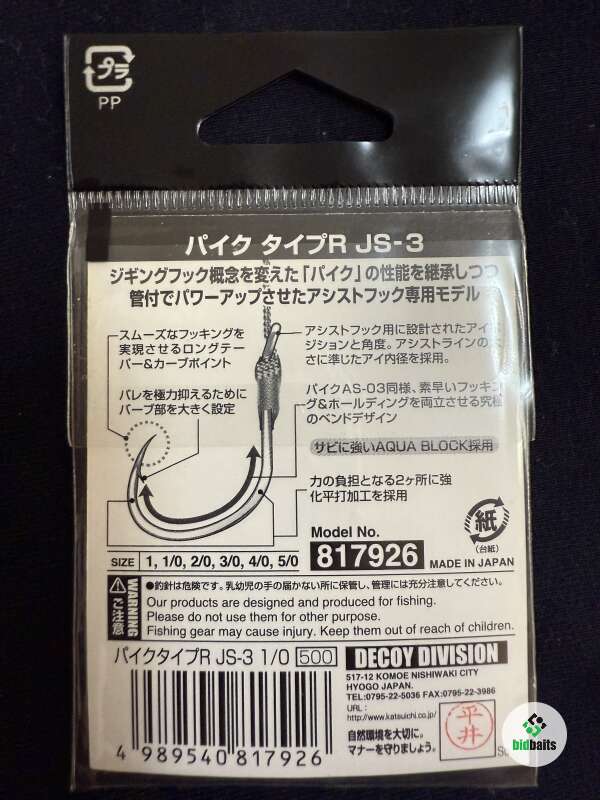 プラ
PP
パイク タイプR JS-3
ジギングフック概念を変えた「パイク」の性能を継承しつつ
管付でパワーアップさせたアシストフック専用モデル
スムーズなフッキングを
実現させるロングテー
パー&カーブポイント
アシストフック用に設計されたアイポ
ジションと角度。アシストラインの太
さに準じたアイ内径を採用。
バレを極力抑えるために
バーブ部を大きく設定
パイクAS-03同様、素早いフッキン
グ&ホールディングを両立させる究極
のベンドデザイン
サビに強いAQUA BLOCK採用
力の負担となる2ヶ所に強
化平打加工を採用
紙
(台紙)
Model No.
SIZE 1, 1/0, 2/0, 3/0, 4/0, 5/0
817926
MADE IN JAPAN
WARNING
ご注意
●釣針は危険です。乳幼児の手の届かない所に保管し、管理には充分注意してください。
Our products are designed and produced for fishing.
Please do not use them for other purpose.
Fishing gear may cause injury. Keep them out of reach of children.
パイクタイプR JS-3 1/0 500
DECOY DIVISION
517-12 KOMOE NISHIWAKI CITY
HYOGO JAPAN.
TEL:0795-22-5036 FAX:0795-22-3986
URL:
http://www.katsuichi.co.jp/
自然環境を大切に。
マナーを守りましょう。
平井
4 989540 817926
bidbaits